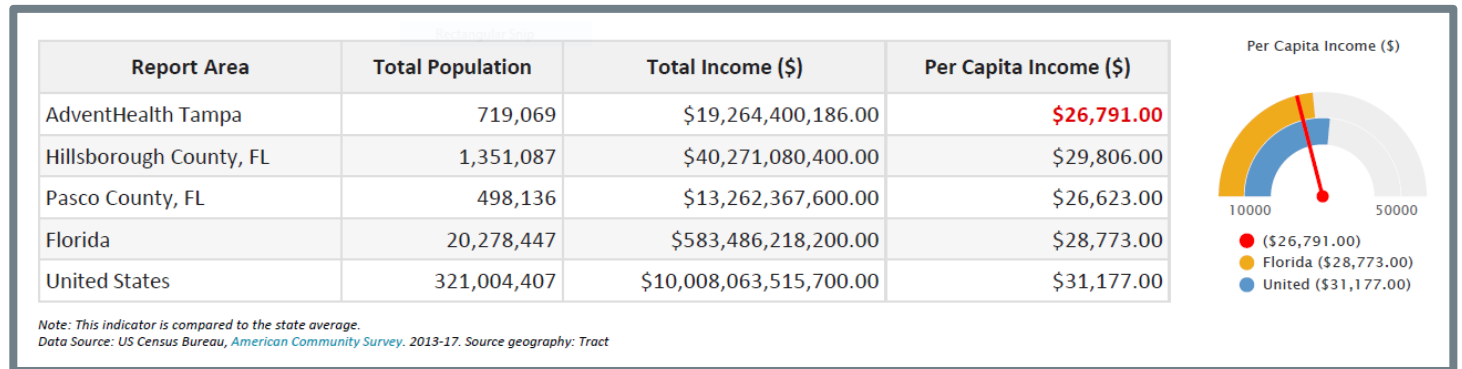 Rectangular Snip
Report Area Total Population Total Income ($) Per Capita Income ($)
AdventHealth Tampa 719,069 $19,264,400,186.00 $26,791.00
Hillsborough County, FL 1,351,087 $40,271,080,400.00 $29,806.00
Pasco County, FL 498,136 $13,262,367,600.00 $26,623.00
Florida 20,278,447 $583,486,218,200.00 $28,773.00
United States 321,004,407 $10,008,063,515,700.00 $31,177.00
Note: This indicator is compared to the state average.
Data Source: US Census Bureau, American Community Survey. 2013-17. Source geography: Tract
Per Capita Income ($)
10000 50000
($26,791.00)
Florida ($28,773.00)
United ($31,177.00)